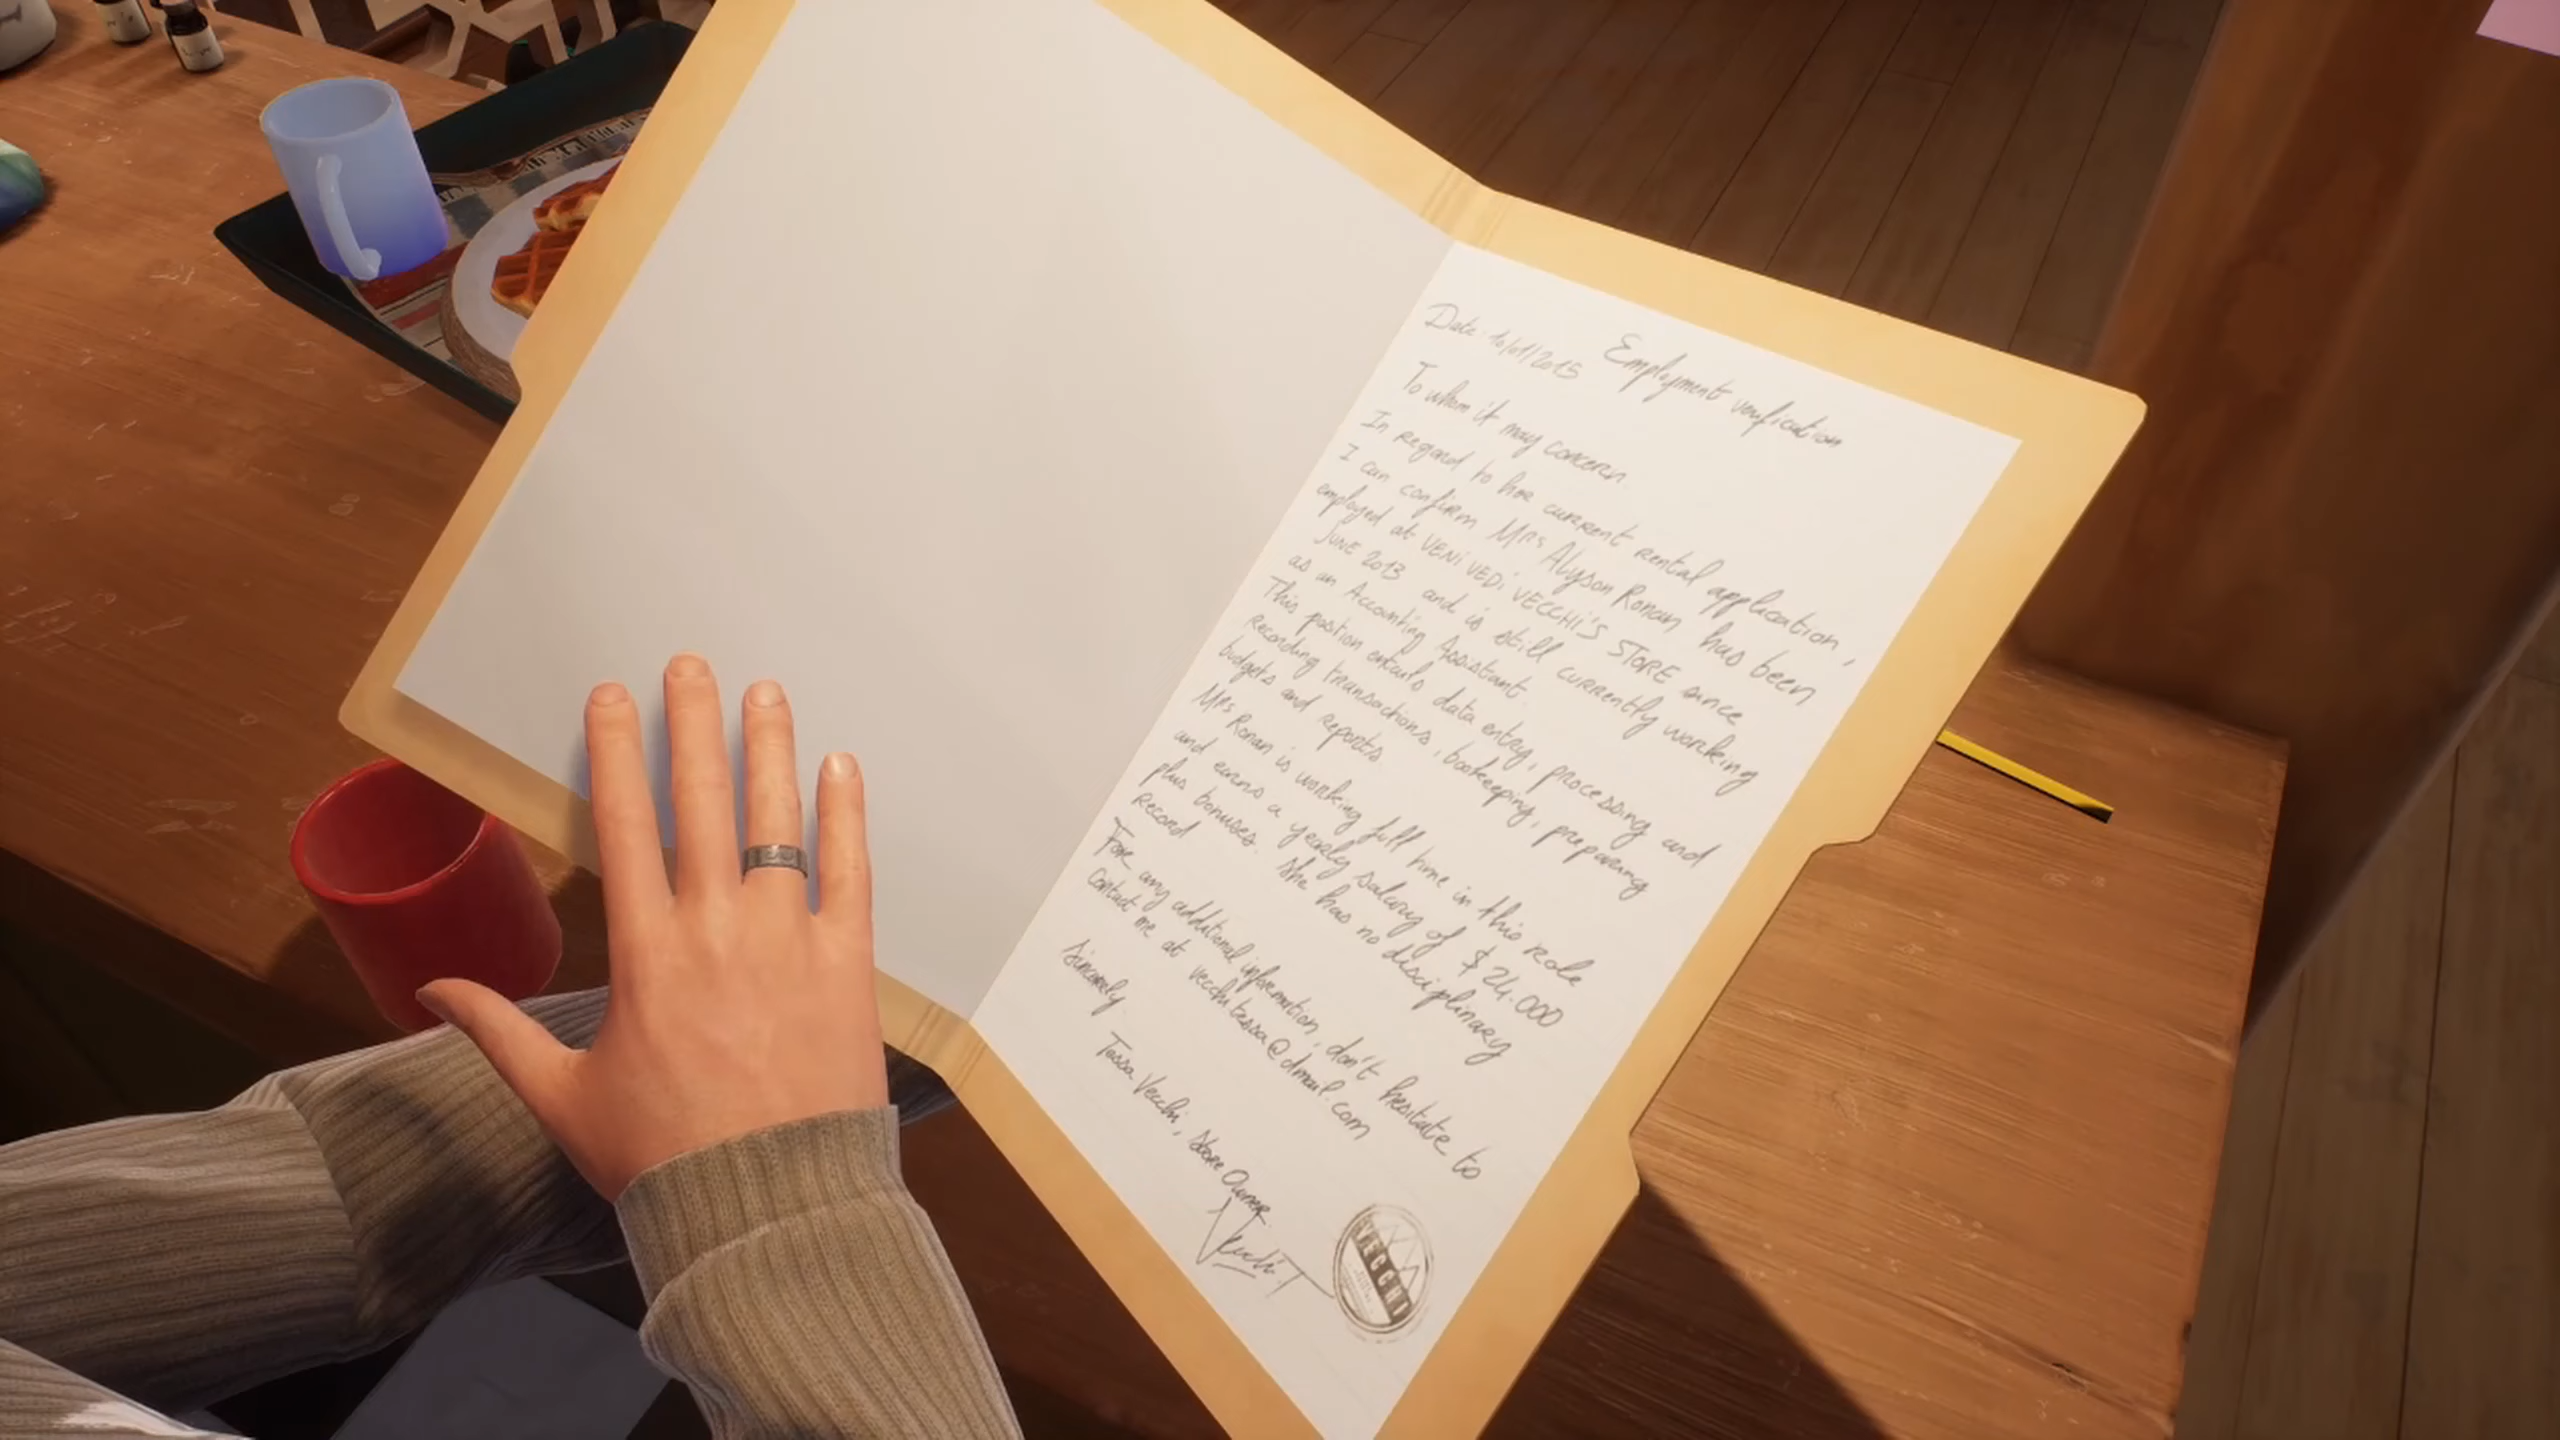 Employment verification
Date: 10/01/2015
To whom it may concern.
In regard to her current rental application,
I can confirm Mrs Alyson Ronan has been
employed at VENI VEDI VECCHI'S STORE since
JUNE 2013 and is still currently working
as an Accounting Assistant.
This position entails data entry, processing and
recording transactions, bookeeping, preparing
budgets and reports
Mrs Ronan is working full time in this role
and earns a yearly salary of $24.000
plus bonuses. She has no disciplinary
record
For any additional information, don't hesitate to
contact me at vecchitessa@dmail.com
Sincerely.
Tessa Vecchi, Store Owner
Vecchi T
VECCHI